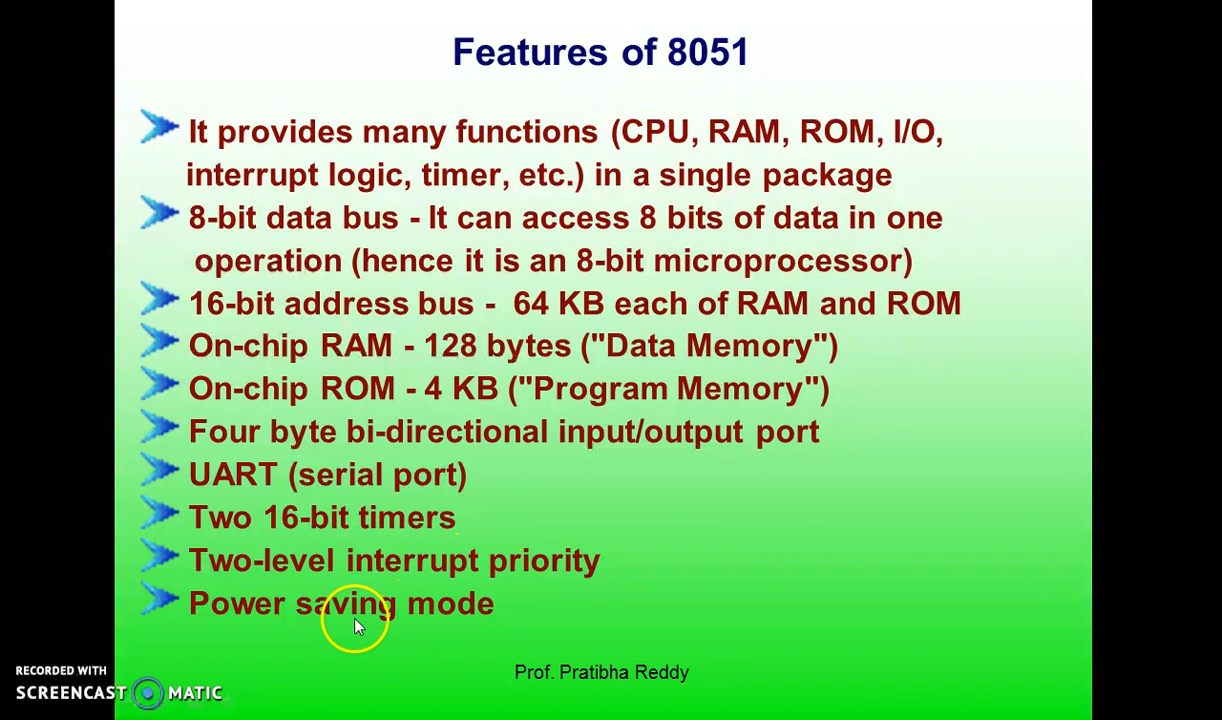 Features of 8051
It provides many functions (CPU, RAM, ROM, I/O,
interrupt logic, timer, etc.) in a single package
8-bit data bus - It can access 8 bits of data in one
operation (hence it is an 8-bit microprocessor)
16-bit address bus - 64 KB each of RAM and ROM
On-chip RAM - 128 bytes ("Data Memory")
On-chip ROM - 4 KB ("Program Memory")
Four byte bi-directional input/output port
UART (serial port)
Two 16-bit timers
Two-level interrupt priority
Power saving mode
Prof. Pratibha Reddy
RECORDED WITH
SCREENCAST MATIC